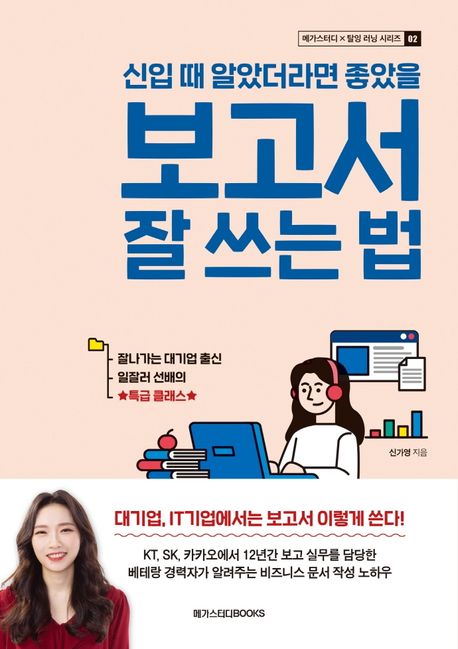 메가스터디 × 탈잉 러닝 시리즈 02
신입 때 알았더라면 좋았을
보고서
잘 쓰는 법
잘나가는 대기업 출신
일잘러 선배의
★특급 클래스★
신가영 지음
대기업, IT기업에서는 보고서 이렇게 쓴다!
KT, SK, 카카오에서 12년간 보고 실무를 담당한
베테랑 경력자가 알려주는 비즈니스 문서 작성 노하우
메가스터디BOOKS